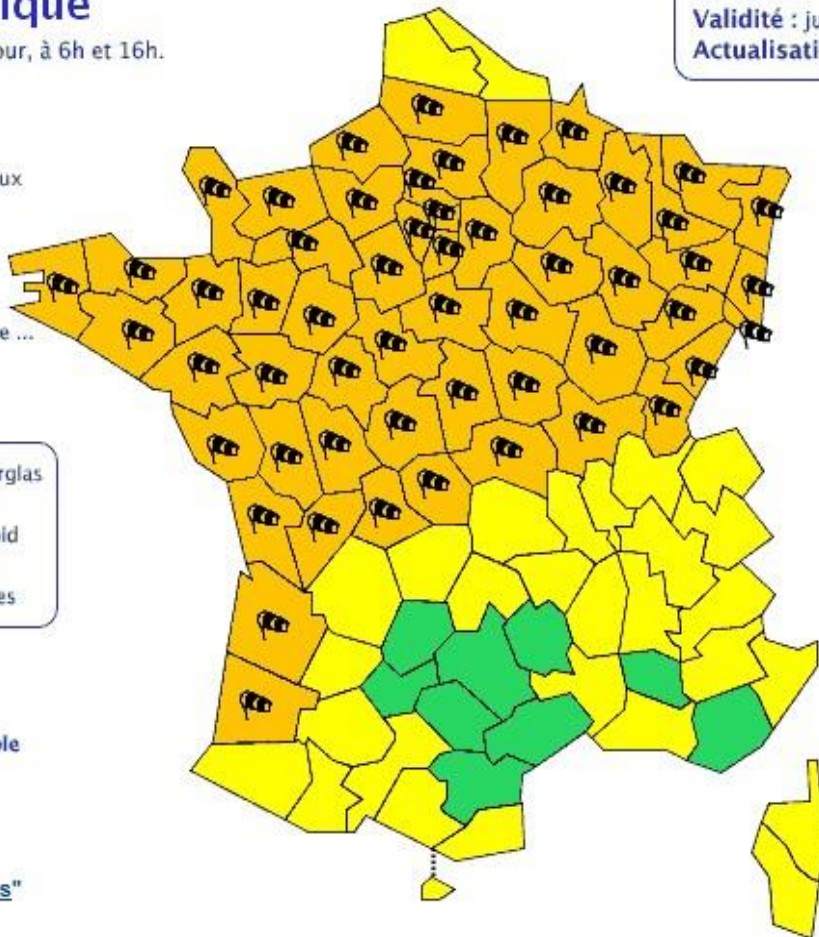 ique
our, à 6h et 16h.
Validité : ju
Actualisati
ux
e ...
rglas
id
es
ble
s"